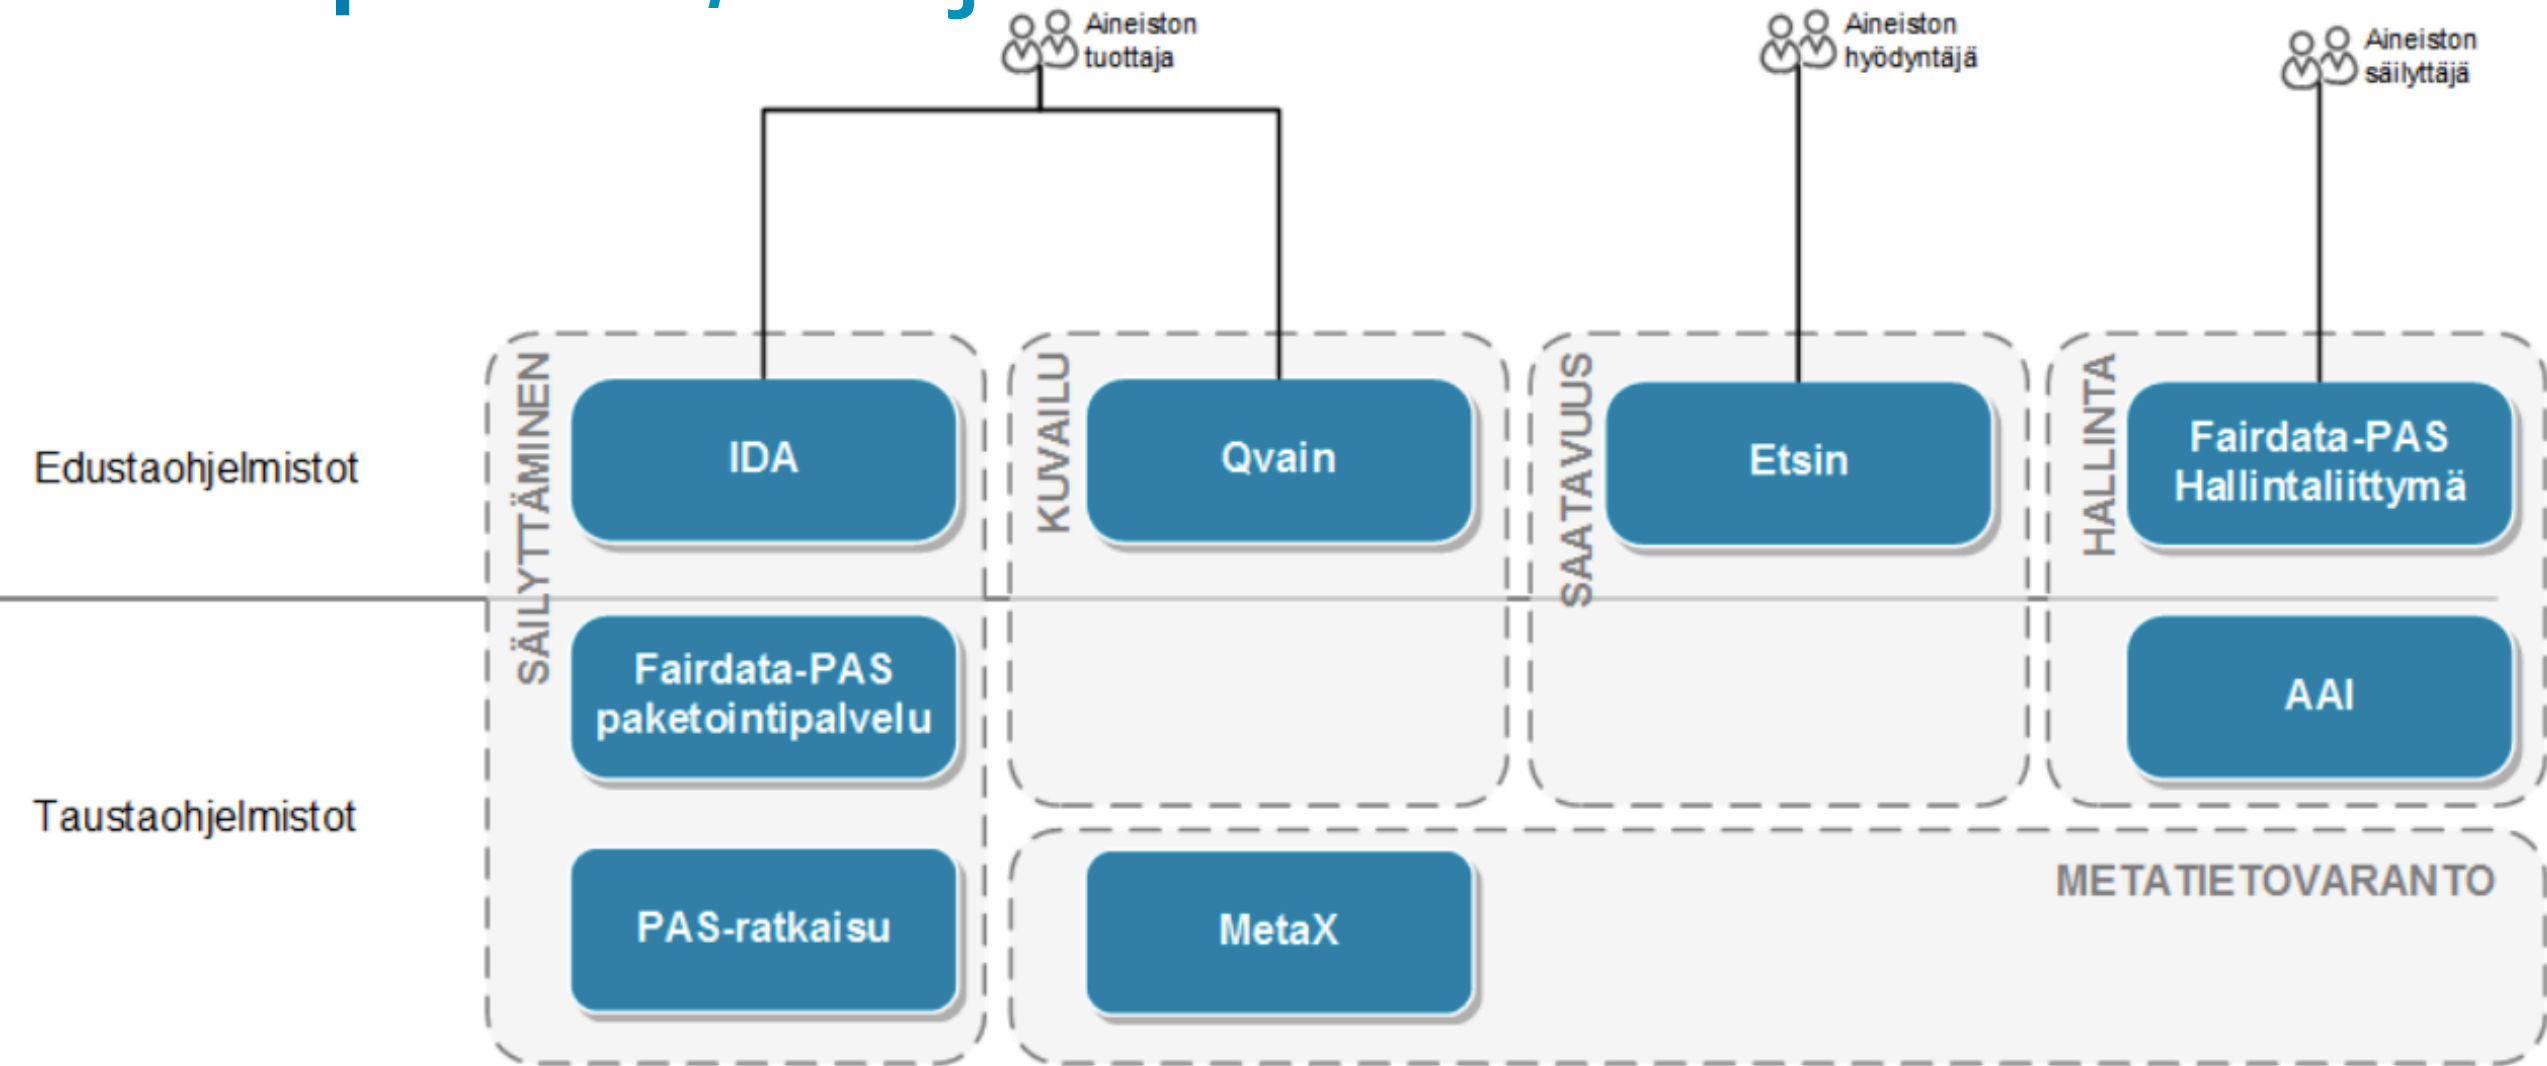 Aineiston
tuottaja
Aineiston
hyödyntäjä
Aineiston
säilyttäjä
Edustaohjelmistot
SÄILYTTÄMINEN
IDA
KUVAILU
Qvain
SAATAVUUS
Etsin
HALLINTA
Fairdata-PAS
Hallintaliittymä
Taustaohjelmistot
Fairdata-PAS
paketointipalvelu
AAI
PAS-ratkaisu
MetaX
METATIETOVARANTO